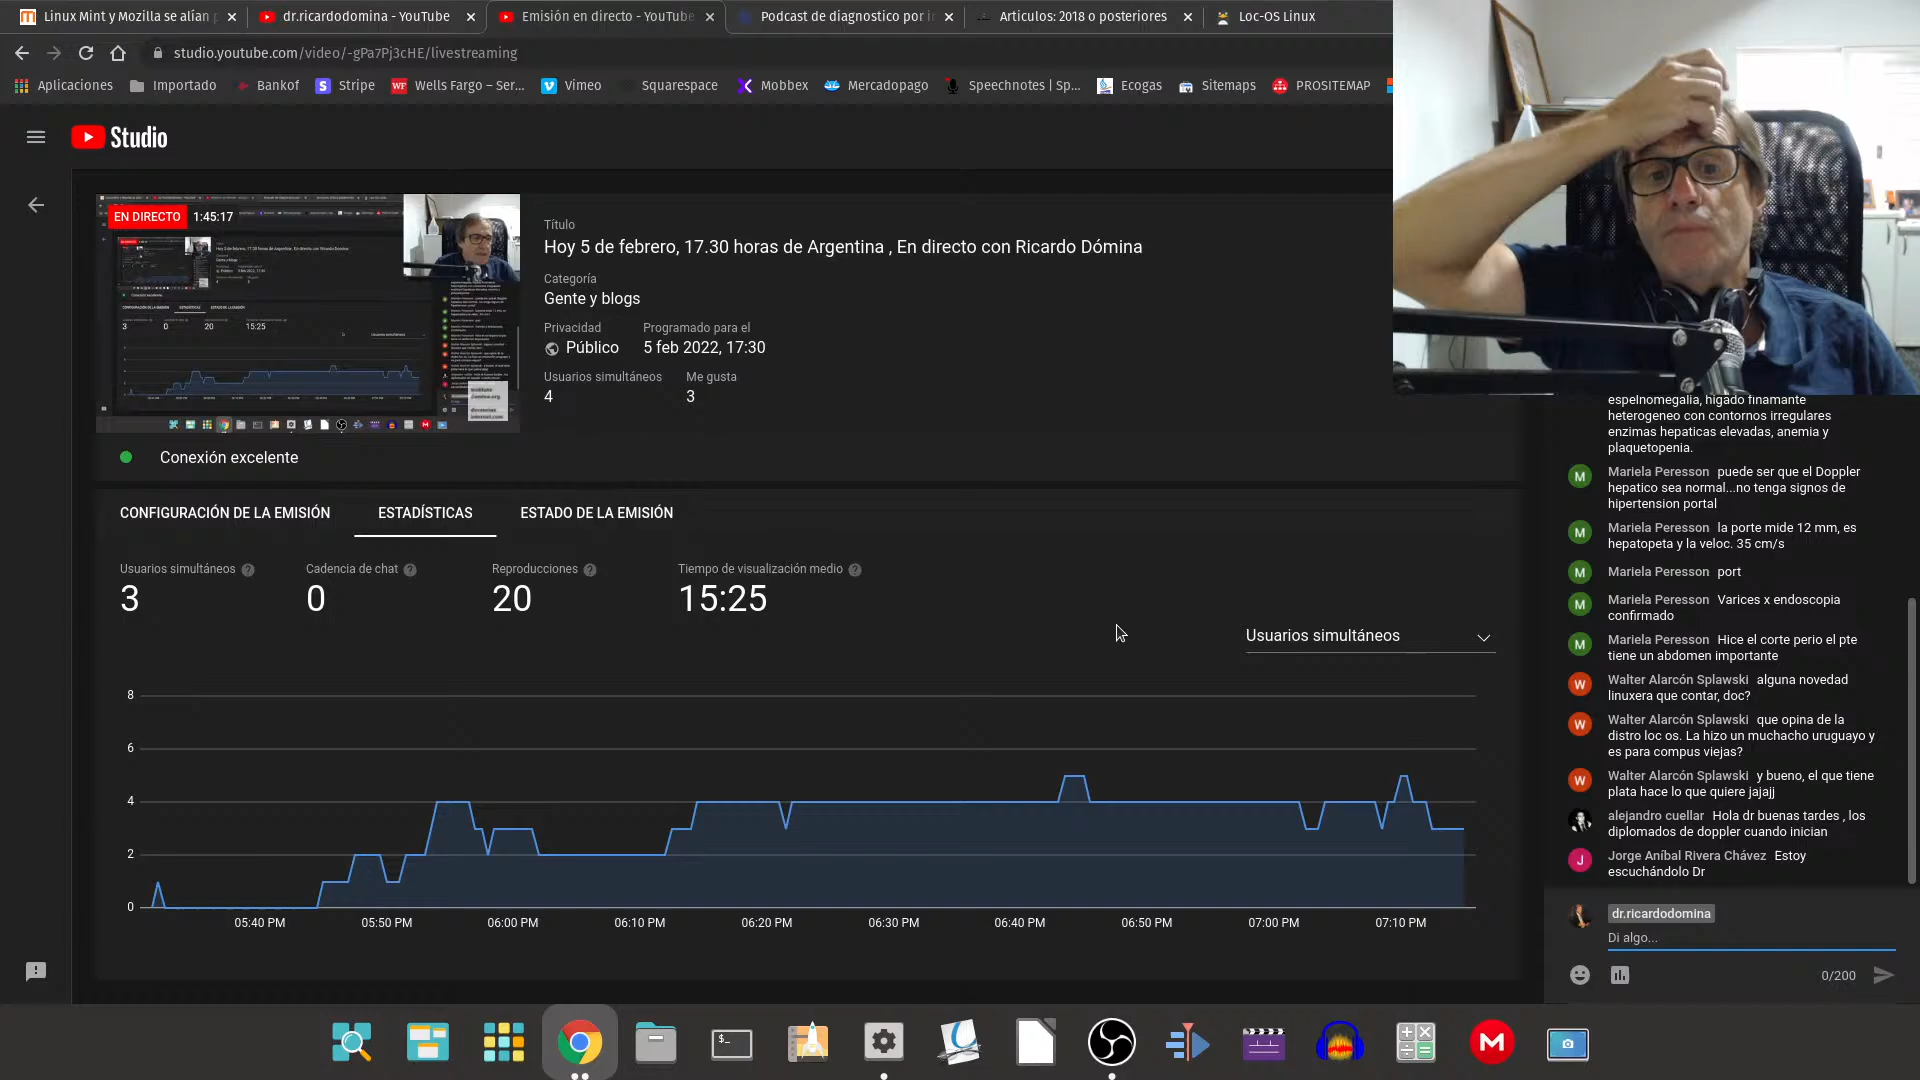 Linux Mint y Mozilla se alían p
dr.ricardodomina - YouTube
Emisión en directo - YouTube
Podcast de diagnostico por i
Articulos: 2018 o posteriores
Loc-OS Linux
studio.youtube.com/video/-gPa7Pj3cHE/livestreaming
Aplicaciones
Importado
Bankof
Stripe
Wells Fargo – Ser...
Vimeo
Squarespace
Mobbex
Mercadopago
Speechnotes | Sp...
Ecogas
Sitemaps
PROSITEMAP
Studio
EN DIRECTO 1:45:17
Título
Hoy 5 de febrero, 17.30 horas de Argentina , En directo con Ricardo Dómina
Categoría
Gente y blogs
Privacidad
Programado para el
Público
5 feb 2022, 17:30
Usuarios simultáneos
Me gusta
4
3
Conexión excelente
CONFIGURACIÓN DE LA EMISIÓN
ESTADÍSTICAS
ESTADO DE LA EMISIÓN
Usuarios simultáneos
Cadencia de chat
Reproducciones
Tiempo de visualización medio
3
0
20
15:25
Usuarios simultáneos
8
6
4
2
0
05:40 PM
05:50 PM
06:00 PM
06:10 PM
06:20 PM
06:30 PM
06:40 PM
06:50 PM
07:00 PM
07:10 PM
espelnomegalia, higado finamante
heterogeneo con contornos irregulares
enzimas hepaticas elevadas, anemia y
plaquetopenia.
Mariela Peresson puede ser que el Doppler
hepatico sea normal...no tenga signos de
hipertension portal
Mariela Peresson la porte mide 12 mm, es
hepatopeta y la veloc. 35 cm/s
Mariela Peresson port
Mariela Peresson Varices x endoscopia
confirmado
Mariela Peresson Hice el corte perio el pte
tiene un abdomen importante
Walter Alarcón Splawski alguna novedad
linuxera que contar, doc?
Walter Alarcón Splawski que opina de la
distro loc os. La hizo un muchacho uruguayo y
es para compus viejas?
Walter Alarcón Splawski y bueno, el que tiene
plata hace lo que quiere jajajj
alejandro cuellar Hola dr buenas tardes , los
diplomados de doppler cuando inician
Jorge Aníbal Rivera Chávez Estoy
escuchándolo Dr
dr.ricardodomina
Di algo...
0/200